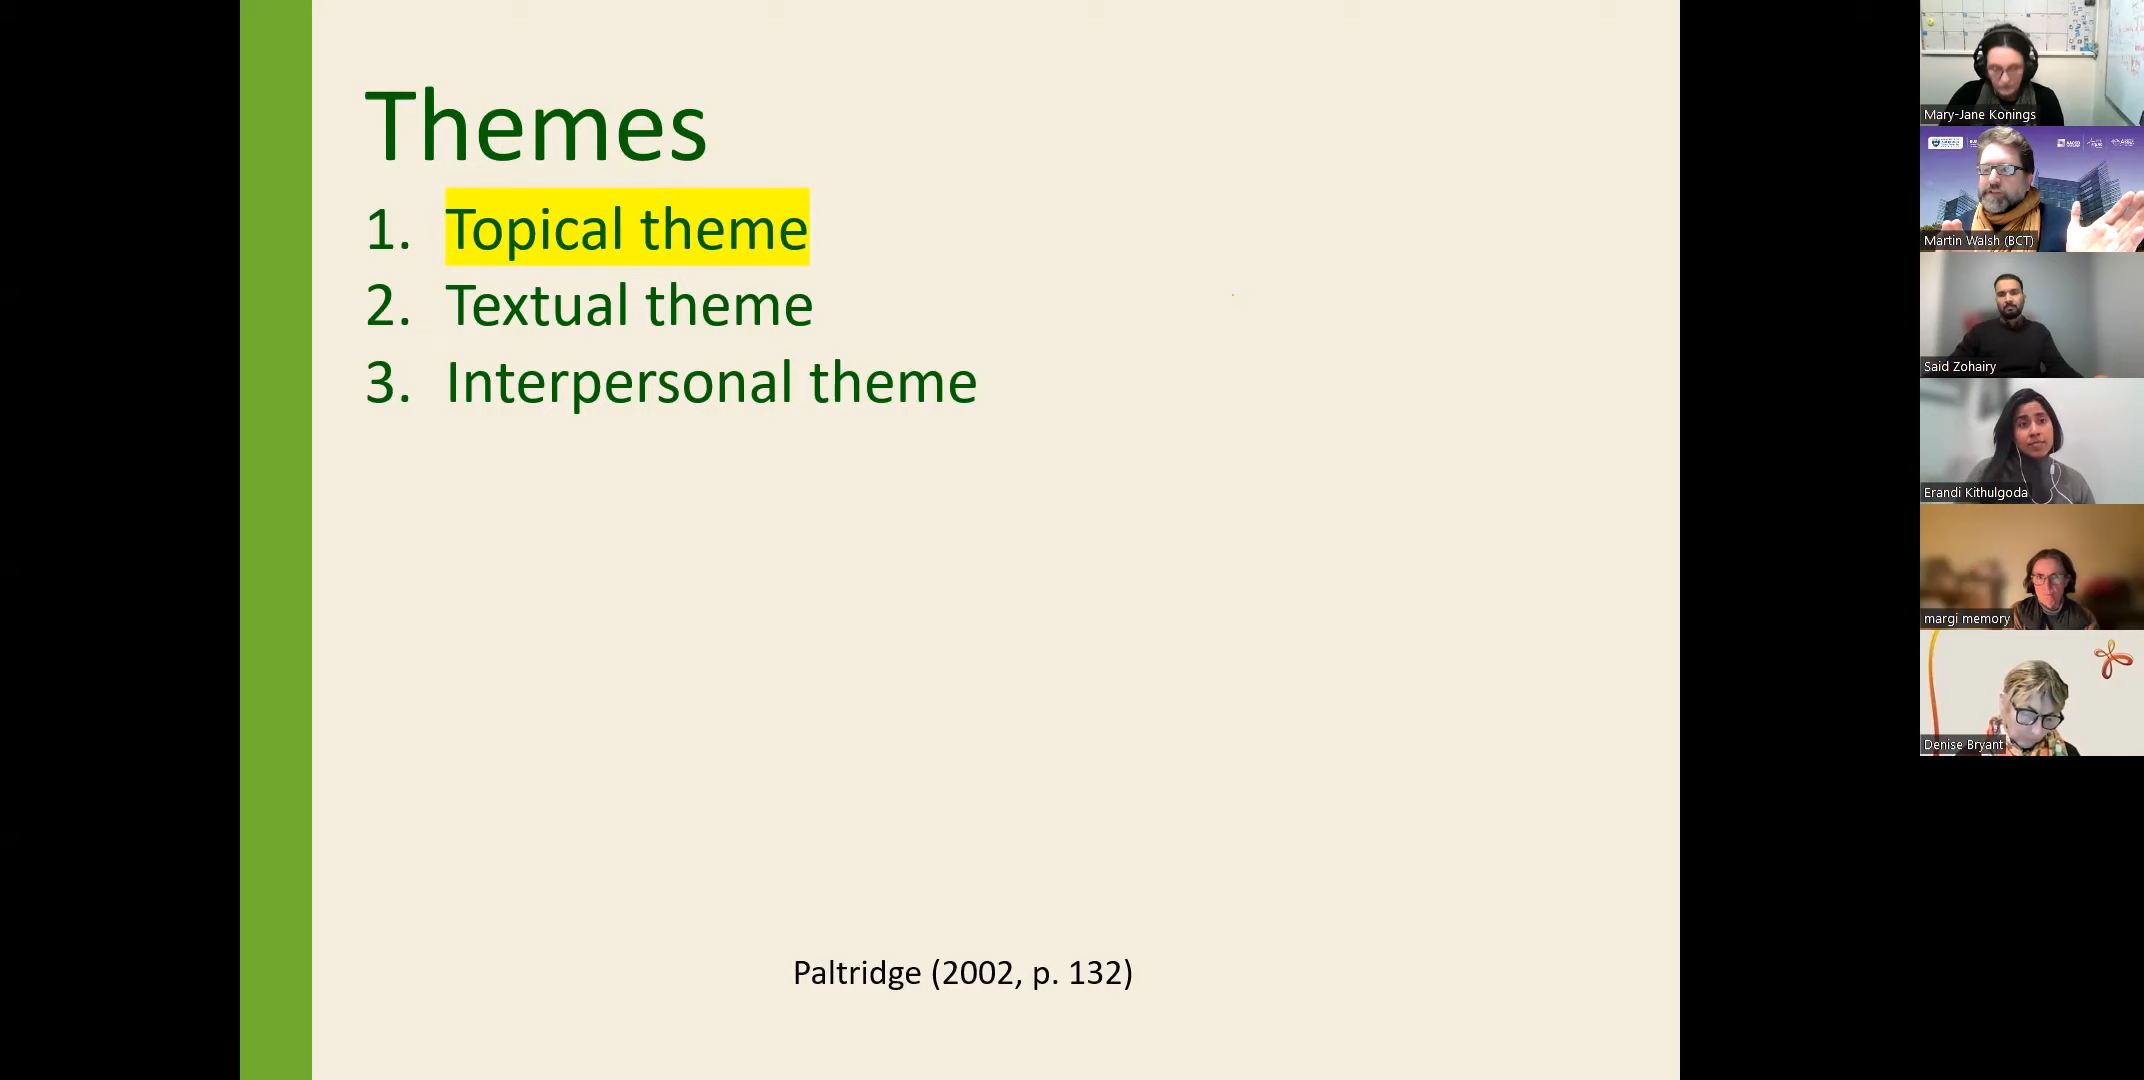 Themes
1. Topical theme
2. Textual theme
3. Interpersonal theme
Paltridge (2002, p. 132)
Mary-Jane Konings
Martin Walsh (BCT)
Said Zohairy
Erandi Kithulgoda
margi memory
Denise Bryant